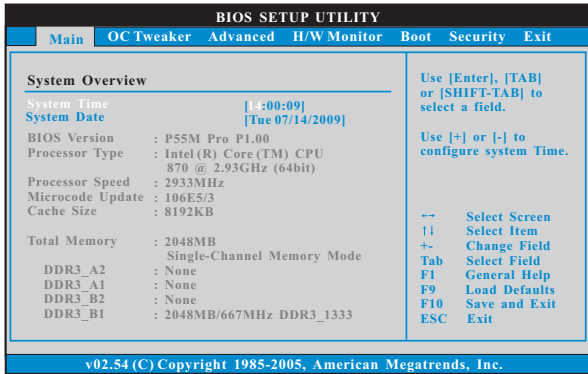 BIOS SETUP UTILITY
Main OC Tweaker Advanced H/W Monitor Boot Security Exit
System Overview
System Time [14:00:09]
System Date [Tue 07/14/2009]
BIOS Version : P55M Pro P1.00
Processor Type : Intel (R) Core (TM) CPU
870 @ 2.93GHz (64bit)
Processor Speed : 2933MHz
Microcode Update : 106E5/3
Cache Size : 8192KB
Total Memory : 2048MB
Single-Channel Memory Mode
DDR3_A2 : None
DDR3_A1 : None
DDR3_B2 : None
DDR3_B1 : 2048MB/667MHz DDR3_1333
Use [Enter], [TAB]
or [SHIFT-TAB] to
select a field.
Use [+] or [-] to
configure system Time.
↔ Select Screen
↑↓ Select Item
+- Change Field
Tab Select Field
F1 General Help
F9 Load Defaults
F10 Save and Exit
ESC Exit
v02.54 (C) Copyright 1985-2005, American Megatrends, Inc.